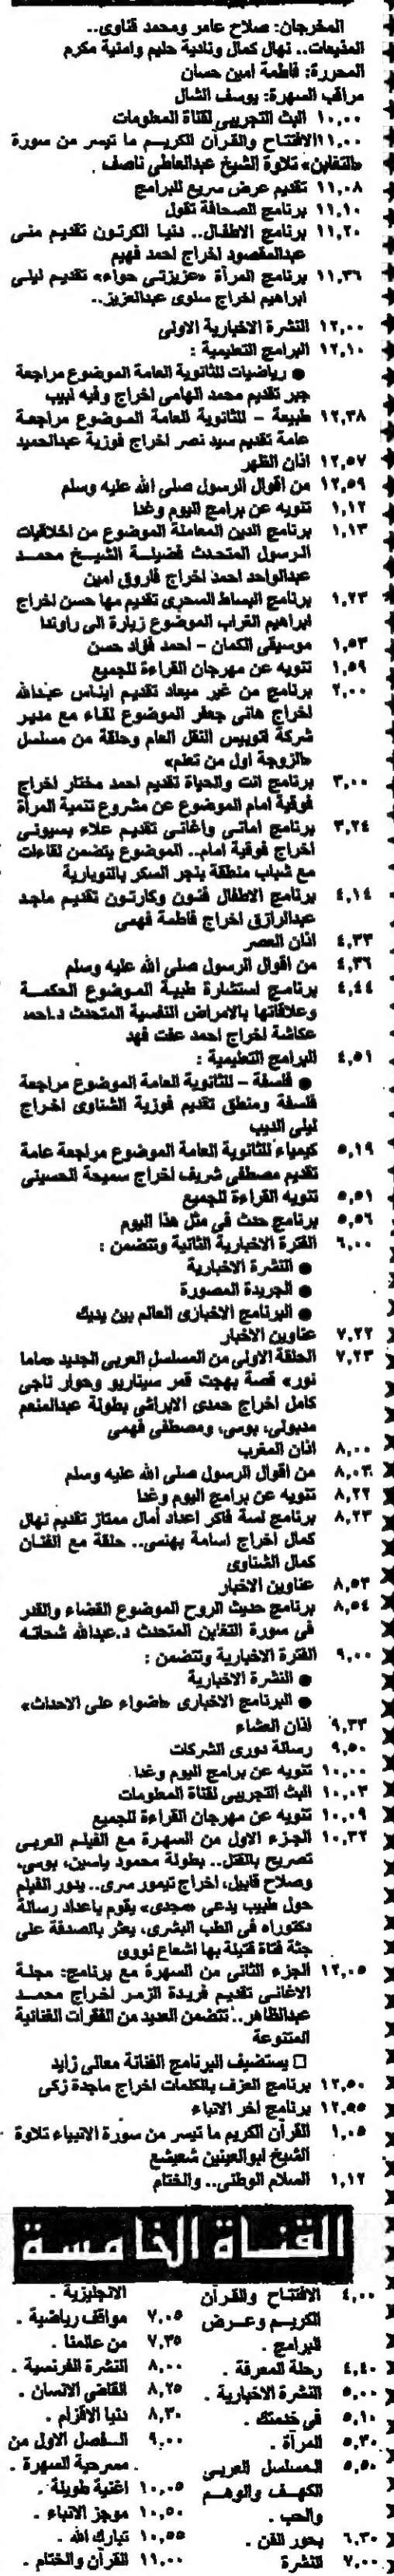 المخرجان: صلاح عامر ومحمد قناوى..
المذيعات.. نهال كمال ونادية حليم وامنية مكرم
المحررة: فاطمة امين حسان
مراقب السهرة: يوسف الشال
١٠,٠٠ البث التجريبى لقناة المعلومات
١١,٠٠ الافتتاح والقرآن الكريم ما تيسر من سورة
«التغابن» تلاوة الشيخ عبدالعاطى ناصف
١١,٠٨ تقديم عرض سريع للبرامج
١١,١٠ برنامج الصحافة تقول
١١,٢٠ برنامج الاطفال.. دنيا الكرتون تقديم منى
عبدالمقصود اخراج احمد فهيم
١١,٣٦ برنامج المرأة «عزيزتى حواء» تقديم ليلى
ابراهيم اخراج سلوى عبدالعزيز..
١٢,٠٠ النشرة الاخبارية الاولى
١٢,١٠ البرامج التعليمية :
● رياضيات للثانوية العامة الموضوع مراجعة
جبر تقديم محمد الهامى اخراج وفيه لبيب
١٢,٣٨ طبيعة - للثانوية العامة الموضوع مراجعة
عامة تقديم سيد نصر اخراج فوزية عبدالحميد
١٢,٥٧ اذان الظهر
١٢,٥٩ من اقوال الرسول صلى الله عليه وسلم
١,١٢ تنويه عن برامج اليوم وغدا
١,١٣ برنامج الدين المعاملة الموضوع من اخلاقيات
الرسول المتحدث فضيلة الشيخ محمد
عبدالواحد احمد اخراج فاروق امين
١,٢٣ برنامج البساط السحرى تقديم مها حسن اخراج
ابراهيم القراب الموضوع زيارة الى راوندا
١,٥٣ موسيقى الكمان - احمد فؤاد حسن
١,٥٩ تنويه عن مهرجان القراءة للجميع
٢,٠٠ برنامج من غير ميعاد تقديم ايناس عبدالله
اخراج هانى جعفر الموضوع لقاء مع مدير
شركة اتوبيس النقل العام وحلقة من مسلسل
«الزوجة اول من تعلم»
٣,٠٠ برنامج انت والحياة تقديم احمد مختار اخراج
فوقية امام الموضوع عن مشروع تنمية المرأة
٣,٢٤ برنامج امانى واغانى تقديم علاء بسيونى
اخراج فوقية امام.. الموضوع يتضمن لقاءات
مع شباب منطقة بنجر السكر بالنوبارية
٤,١٤ برنامج الاطفال فنون وكارتون تقديم ماجد
عبدالرازق اخراج فاطمة فهمى
٤,٣٣ اذان العصر
٤,٣٦ من اقوال الرسول صلى الله عليه وسلم
٤,٤٤ برنامج استشارة طبية الموضوع الحكمة
وعلاقاتها بالامراض النفسية المتحدث د.احمد
عكاشة اخراج احمد عفت فهد
٤,٥١ البرامج التعليمية :
● فلسفة - للثانوية العامة الموضوع مراجعة
فلسفة ومنطق تقديم فوزية الشناوى اخراج
ليلى الديب
٥,١٩ كيمياء للثانوية العامة الموضوع مراجعة عامة
تقديم مصطفى شريف اخراج سميحة الحسينى
٥,٥١ تنويه القراءة للجميع
٥,٥٦ برنامج حدث فى مثل هذا اليوم
٦,٠٠ الفترة الاخبارية الثانية وتتضمن :
● النشرة الاخبارية
● الجريدة المصورة
● البرنامج الاخبارى العالم بين يديك
٧,٢٢ عناوين الاخبار
٧,٢٣ الحلقة الاولى من المسلسل العربى الجديد «ماما
نور» قصة بهجت قمر سيناريو وحوار ناجى
كامل اخراج حمدى الابراشى بطولة عبدالمنعم
مدبولى، بوسى، ومصطفى فهمى
٨,٠٠ اذان المغرب
٨,٠٣ من اقوال الرسول صلى الله عليه وسلم
٨,٢٢ تنويه عن برامج اليوم وغدا
٨,٢٣ برنامج لسة فاكر اعداد أمال ممتاز تقديم نهال
كمال اخراج اسامة بهنسى.. حلقة مع الفنان
كمال الشناوى
٨,٥٣ عناوين الاخبار
٨,٥٤ برنامج حديث الروح الموضوع القضاء والقدر
فى سورة التغابن المتحدث د.عبدالله شحاته
٩,٠٠ الفترة الاخبارية وتتضمن :
● النشرة الاخبارية
● البرنامج الاخبارى «اضواء على الاحداث»
٩,٣٣ اذان العشاء
٩,٥٠ رسالة دورى الشركات
١٠,٠٠ تنويه عن برامج اليوم وغدا
١٠,٠٣ البث التجريبى لقناة المعلومات
١٠,٠٩ تنويه عن مهرجان القراءة للجميع
١٠,٣٢ الجزء الاول من السهرة مع الفيلم العربى
تصريح بالقتل.. بطولة محمود ياسين، بوسى،
وصلاح قابيل، اخراج تيمور سرى.. يدور الفيلم
حول طبيب يدعى «مجدى» يقوم باعداد رسالة
دكتوراه فى الطب البشرى، يعثر بالصدفة على
جثة فتاة قتيلة بها اشعاع نووى
١٢,٠٥ الجزء الثانى من السهرة مع برنامج: مجلة
الاغانى تقديم فريدة الزمر اخراج محمد
عبدالظاهر.. تتضمن العديد من الفقرات الغنائية
المتنوعة
□ يستضيف البرنامج الفنانة معالى زايد
١٢,٥٠ برنامج العزف بالكلمات اخراج ماجدة زكى
١٢,٥٥ برنامج اخر الانباء
١,٠٥ القرآن الكريم ما تيسر من سورة الانبياء تلاوة
الشيخ ابوالعينين شعيشع
١,١٢ السلام الوطنى.. والختام
القناة الخامسة
٤,٠٠ الافتتاح والقرآن
الكريم وعرض
البرامج .
٤,٤٠ رحلة المعرفة .
٥,٠٠ النشرة الاخبارية .
٥,١٠ فى خدمتك .
٥,٣٠ المرأة .
٥,٥٠ المسلسل العربى
الكهف والوهم
والحب .
٦,٣٠ بحور الفن .
٧,٠٠ النشرة
الانجليزية .
٧,٠٥ مواقف رياضية .
٧,٣٥ من عالمنا .
٨,٠٠ النشرة الفرنسية .
٨,٢٥ القاضى الانسان .
٨,٣٠ دنيا الاقزام .
٩,٠٠ الفصل الاول من
مسرحية السهرة .
١٠,٠٥ اغنية طويلة .
١٠,٥٠ موجز الانباء .
١٠,٥٥ تبارك الله .
١١,٠٠ القرآن والختام .